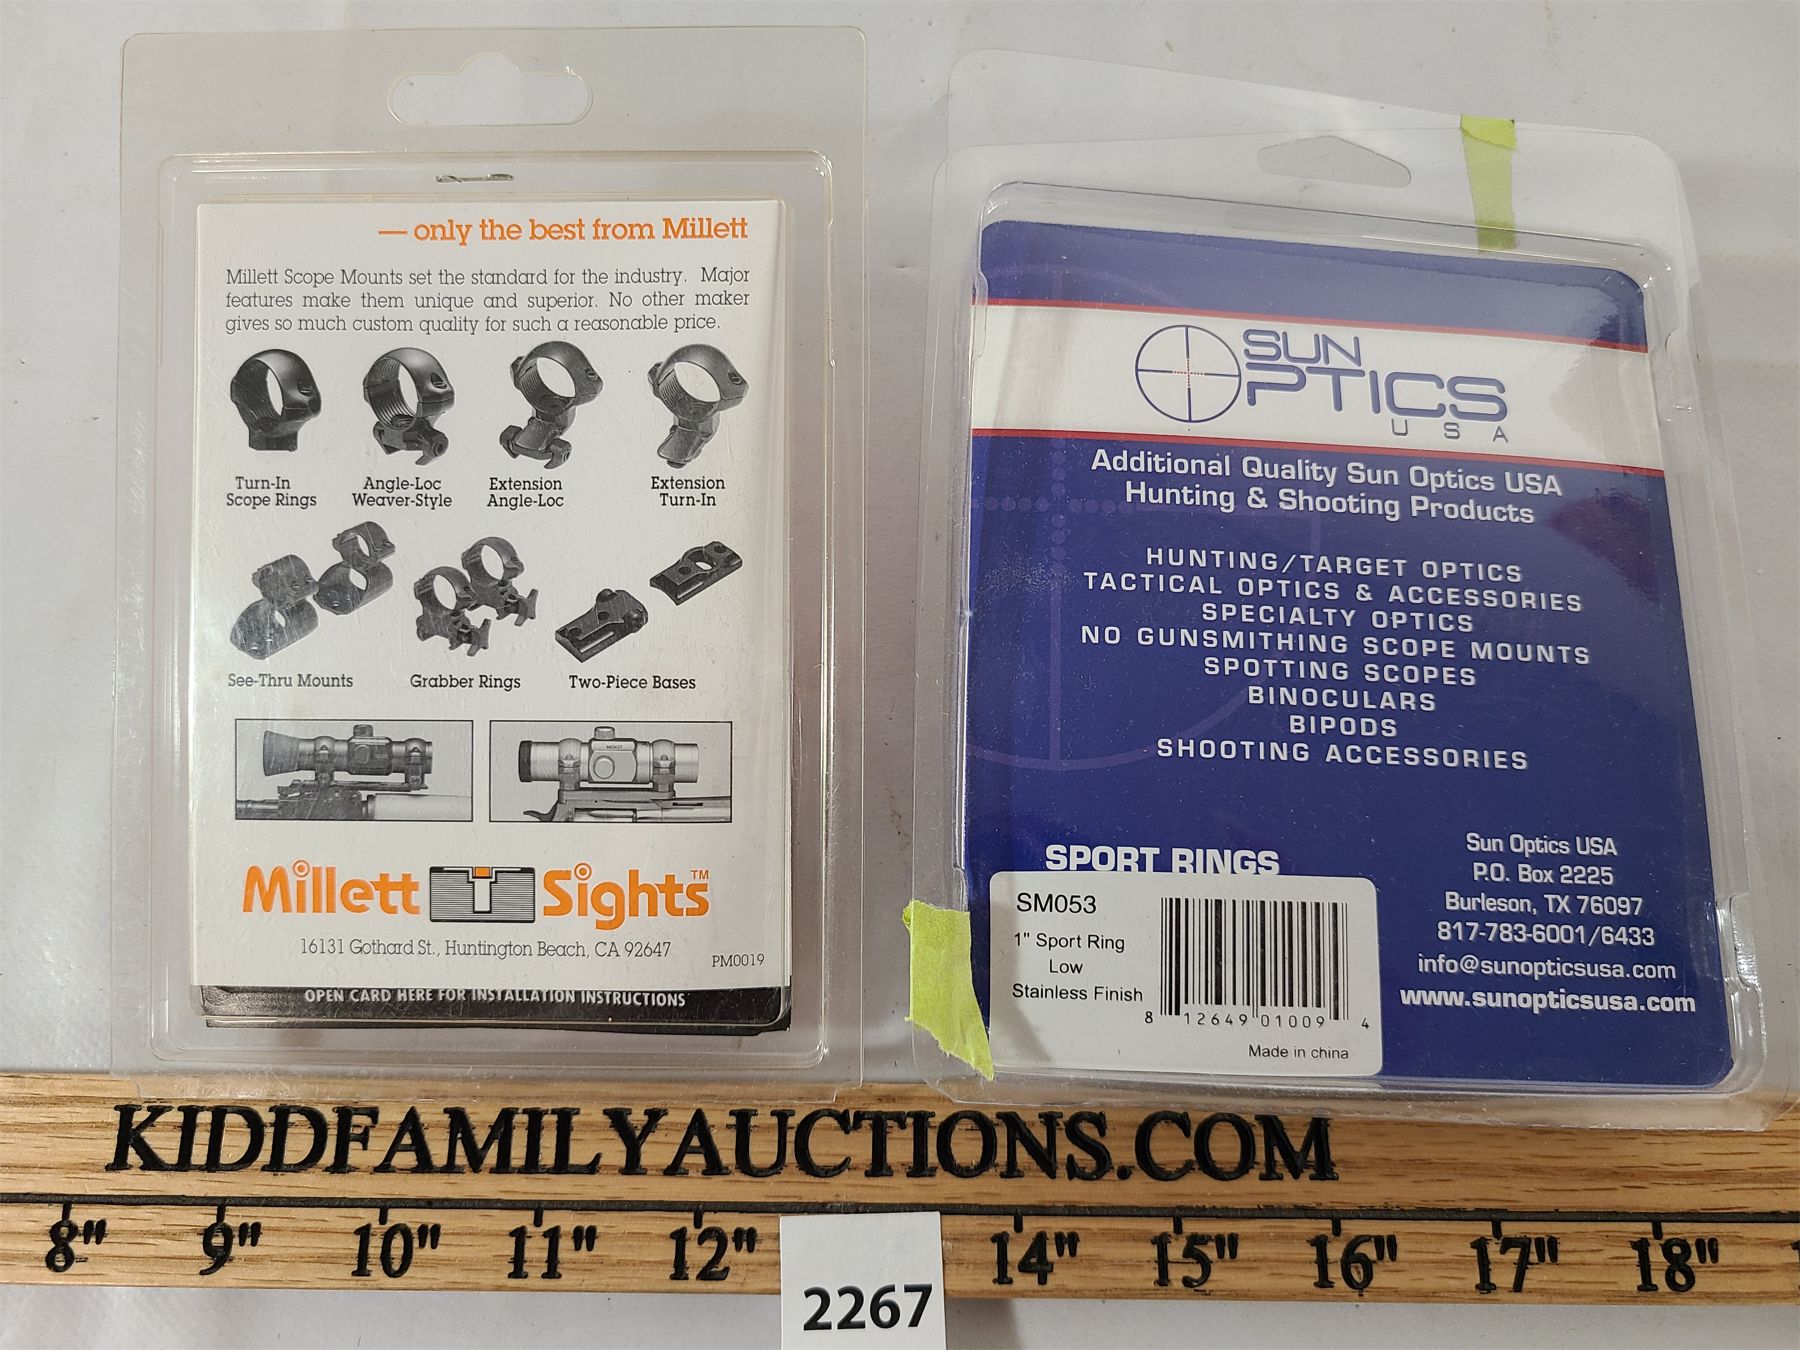 — only the best from Millett
Millett Scope Mounts set the standard for the industry. Major
features make them unique and superior. No other maker
gives so much custom quality for such a reasonable price.
Turn-In
Scope Rings
Angle-Loc
Weaver-Style
Extension
Angle-Loc
Extension
Turn-In
See-Thru Mounts
Grabber Rings
Two-Piece Bases
Millett Sights™
16131 Gothard St., Huntington Beach, CA 92647
PM0019
OPEN CARD HERE FOR INSTALLATION INSTRUCTIONS
SUN
OPTICS
USA
Additional Quality Sun Optics USA
Hunting & Shooting Products
HUNTING/TARGET OPTICS
TACTICAL OPTICS & ACCESSORIES
SPECIALTY OPTICS
NO GUNSMITHING SCOPE MOUNTS
SPOTTING SCOPES
BINOCULARS
BIPODS
SHOOTING ACCESSORIES
SPORT RINGS
SM053
1" Sport Ring
Low
Stainless Finish
8 12649 01009 4
Made in china
Sun Optics USA
P.O. Box 2225
Burleson, TX 76097
817-783-6001/6433
info@sunopticsusa.com
www.sunopticsusa.com
KIDDFAMILYAUCTIONS.COM
8" 9" 10" 11" 12" 14" 15" 16" 17" 18"
2267